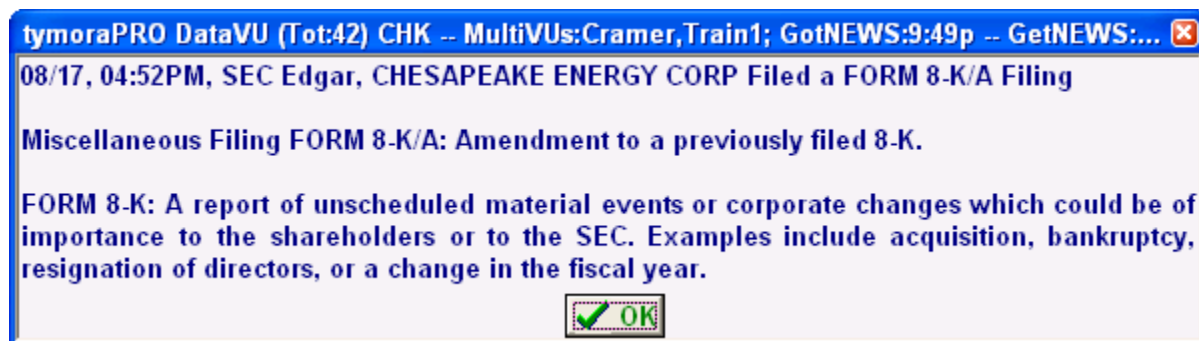 tymoraPRO DataVU (Tot:42) CHK -- MultiVUs:Cramer,Train1; GotNEWS:9:49p -- GetNEWS:...
08/17, 04:52PM, SEC Edgar, CHESAPEAKE ENERGY CORP Filed a FORM 8-K/A Filing
Miscellaneous Filing FORM 8-K/A: Amendment to a previously filed 8-K.
FORM 8-K: A report of unscheduled material events or corporate changes which could be of
importance to the shareholders or to the SEC. Examples include acquisition, bankruptcy,
resignation of directors, or a change in the fiscal year.
OK